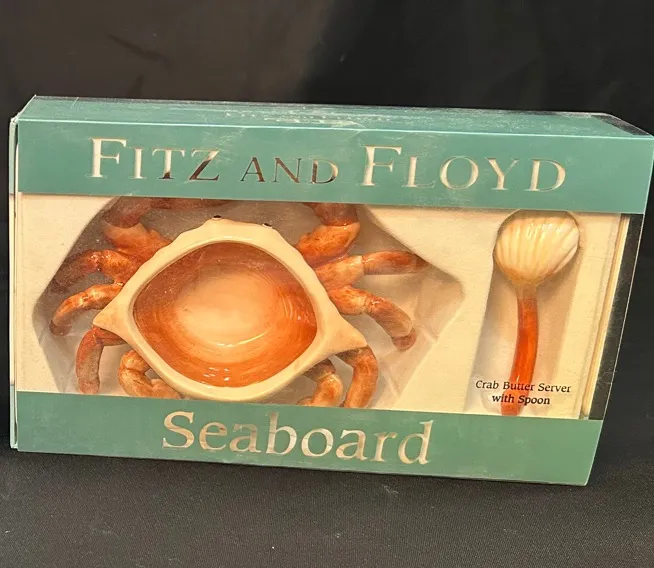 FITZ AND FLOYD
Crab Butter Server
with Spoon
Seaboard